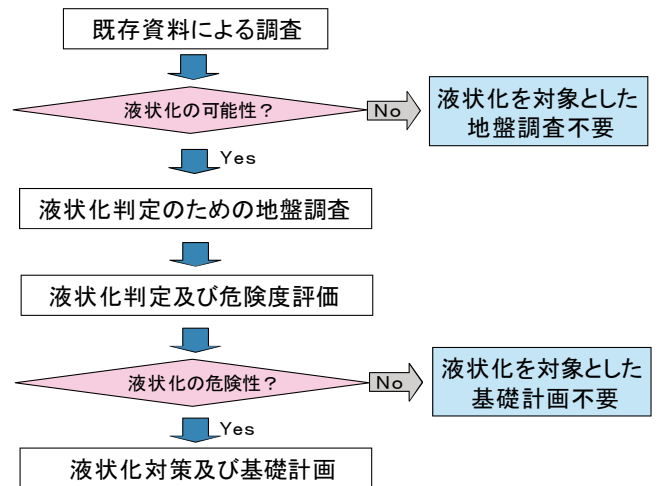 既存資料による調査
液状化の可能性？
No
液状化を対象とした
地盤調査不要
Yes
液状化判定のための地盤調査
液状化判定及び危険度評価
液状化の危険性？
No
液状化を対象とした
基礎計画不要
Yes
液状化対策及び基礎計画